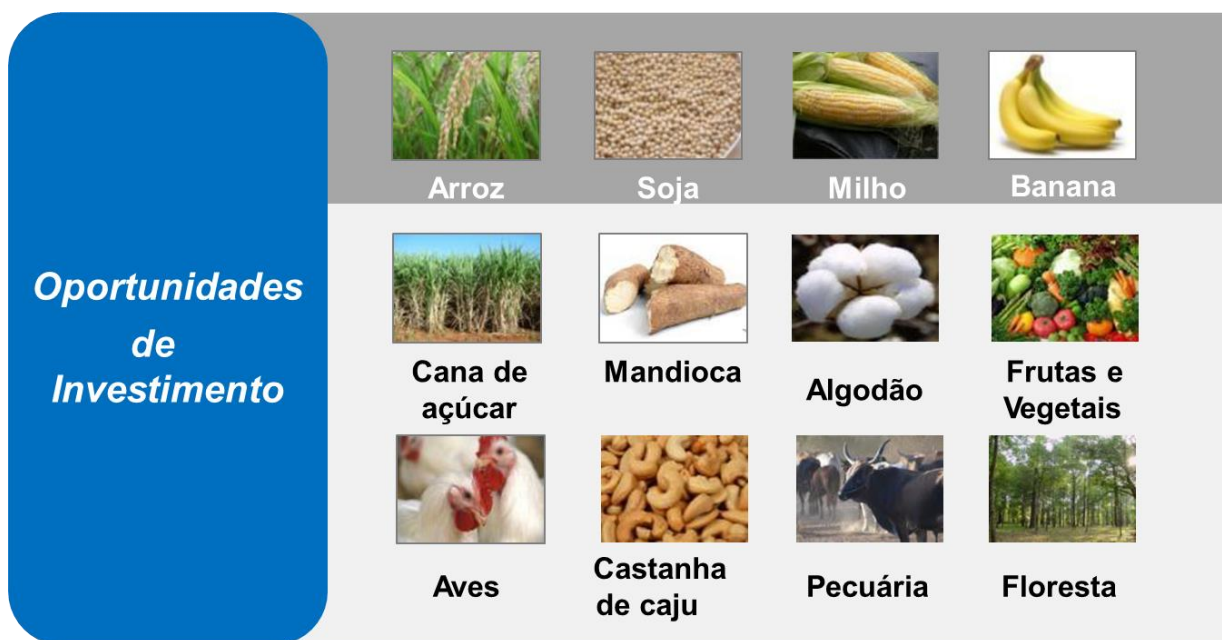 Oportunidades
de
Investimento
Arroz
Soja
Milho
Banana
Cana de
açúcar
Mandioca
Algodão
Frutas e
Vegetais
Aves
Castanha
de caju
Pecuária
Floresta